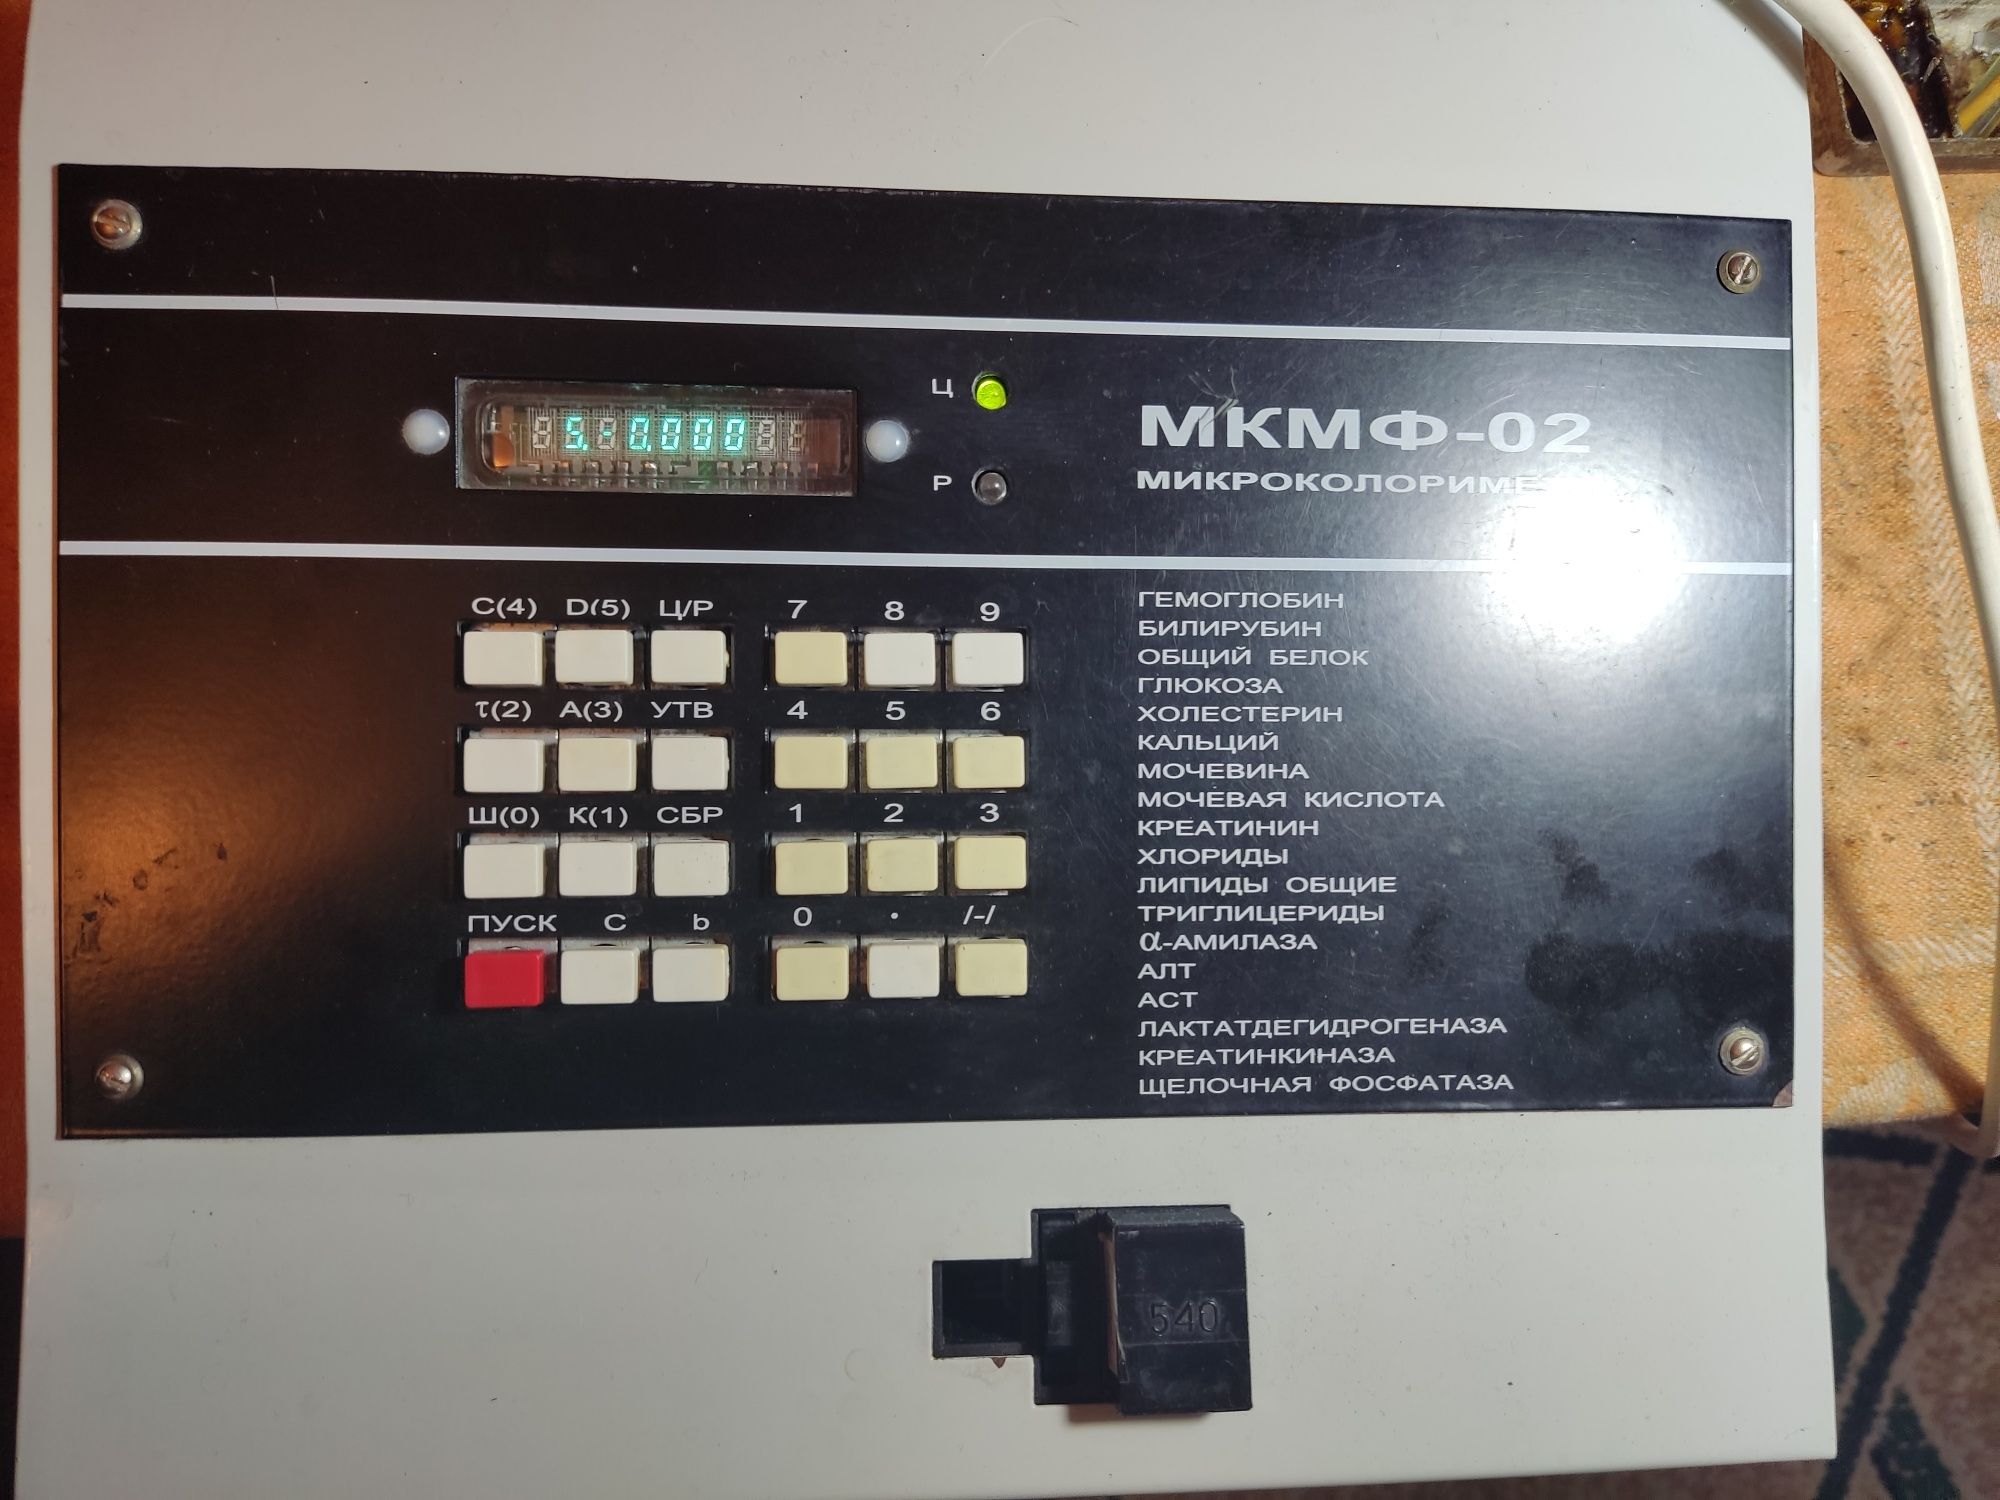 5.-0.000
Ц
Р
МКМФ-02
МИКРОКОЛОРИМЕ
C(4) D(5) Ц/Р 7 8 9
τ(2) А(3) УТВ 4 5 6
Ш(0) К(1) СБР 1 2 3
ПУСК С b 0 . /-/
ГЕМОГЛОБИН
БИЛИРУБИН
ОБЩИЙ БЕЛОК
ГЛЮКОЗА
ХОЛЕСТЕРИН
КАЛЬЦИЙ
МОЧЕВИНА
МОЧЕВАЯ КИСЛОТА
КРЕАТИНИН
ХЛОРИДЫ
ЛИПИДЫ ОБЩИЕ
ТРИГЛИЦЕРИДЫ
α-АМИЛАЗА
АЛТ
АСТ
ЛАКТАТДЕГИДРОГЕНАЗА
КРЕАТИНКИНАЗА
ЩЕЛОЧНАЯ ФОСФАТАЗА
540